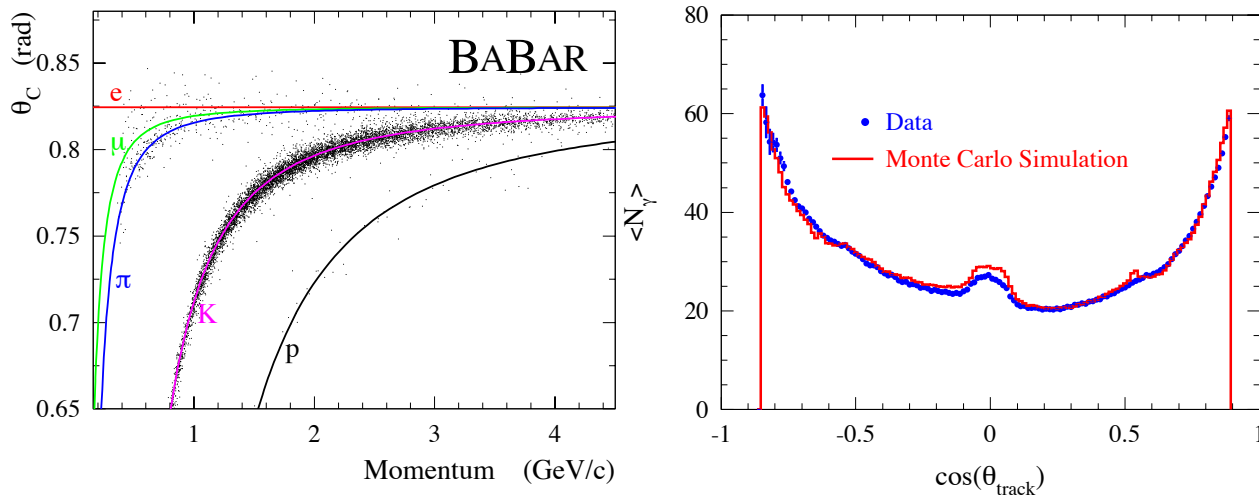 BABAR
θC (rad)
0.85
0.8
0.75
0.7
0.65
e
μ
π
K
p
1
2
3
4
Momentum (GeV/c)
<Nγ>
80
60
40
20
0
Data
Monte Carlo Simulation
-1
-0.5
0
0.5
1
cos(θtrack)